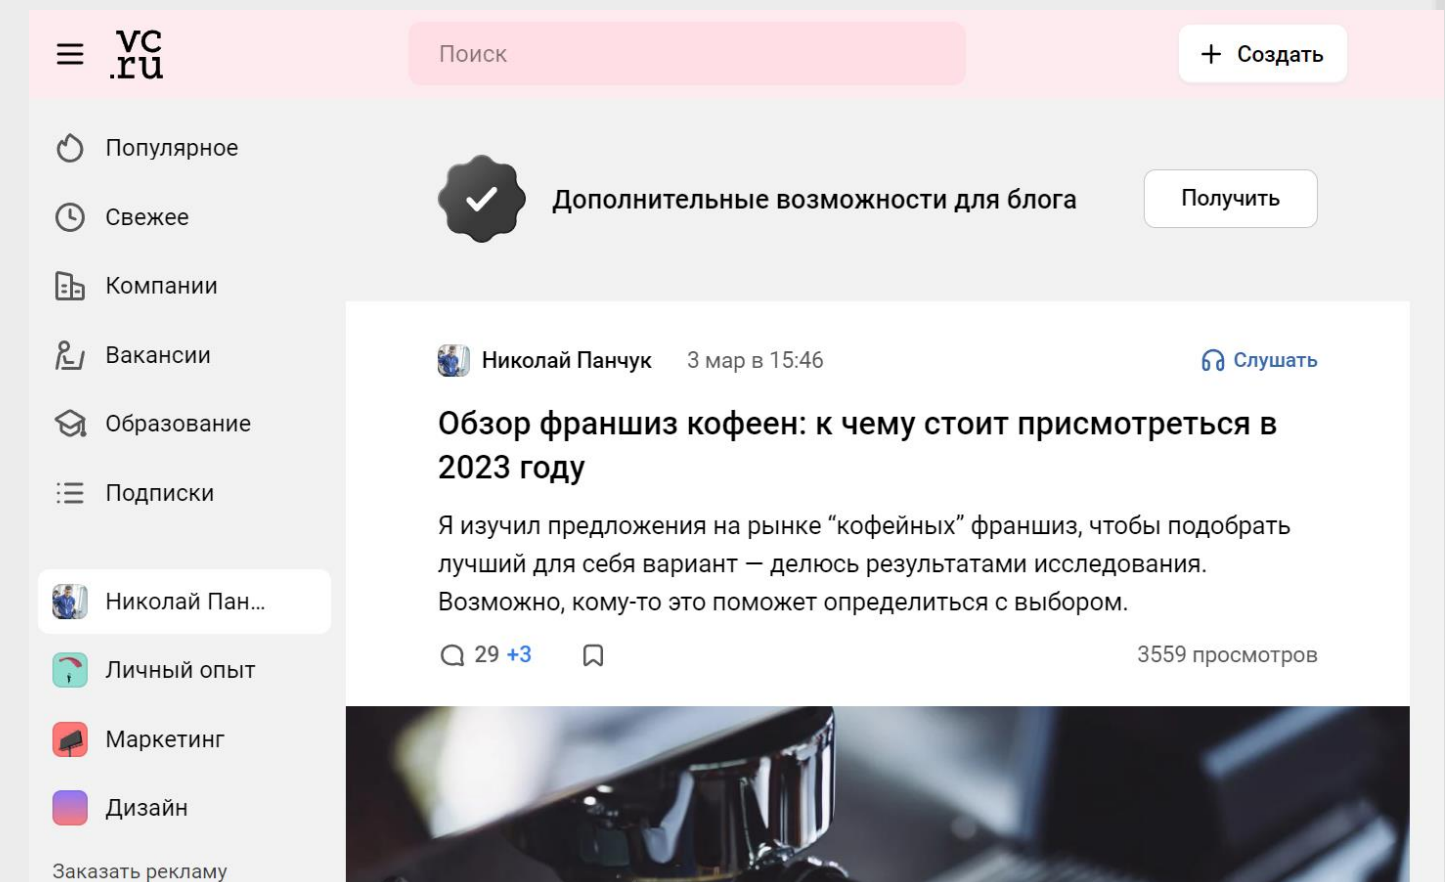 vc
.ru
Поиск
+ Создать
Популярное
Свежее
Компании
Вакансии
Образование
Подписки
Николай Пан...
Личный опыт
Маркетинг
Дизайн
Заказать рекламу
Дополнительные возможности для блога
Получить
Николай Панчук 3 мар в 15:46
Слушать
Обзор франшиз кофеен: к чему стоит присмотреться в
2023 году
Я изучил предложения на рынке “кофейных” франшиз, чтобы подобрать
лучший для себя вариант — делюсь результатами исследования.
Возможно, кому-то это поможет определиться с выбором.
29 +3
3559 просмотров